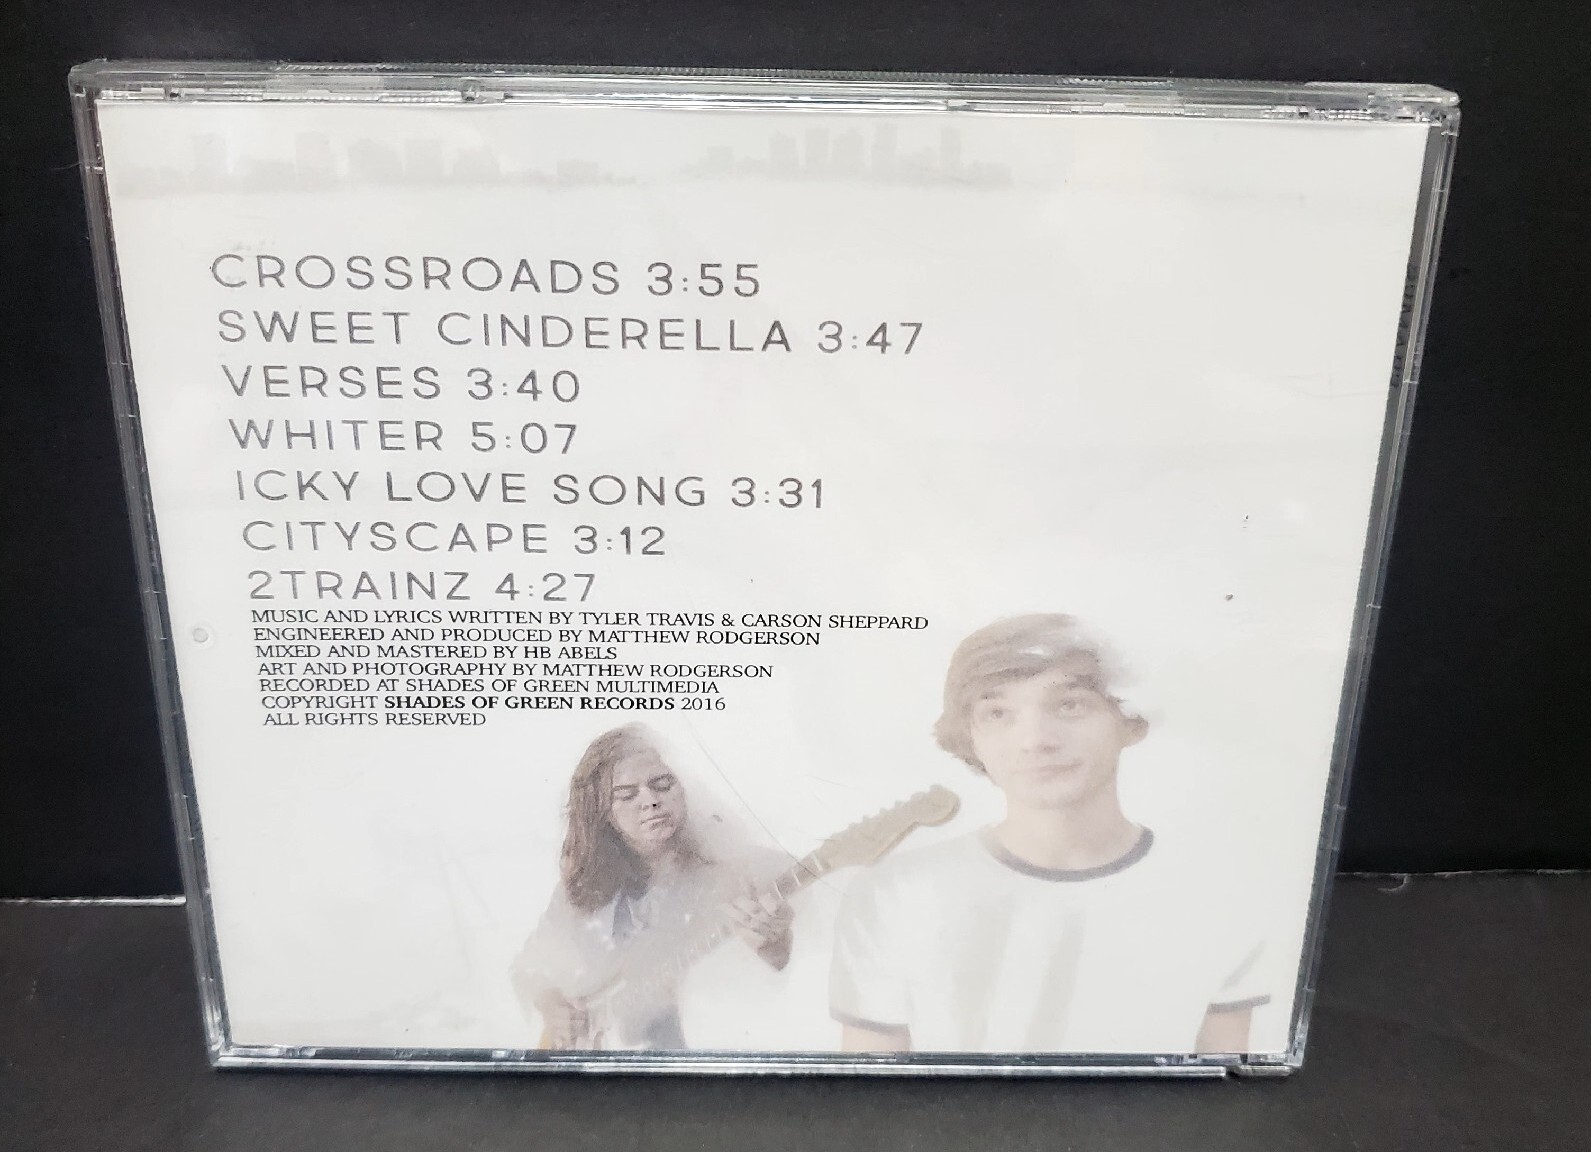 CROSSROADS 3:55
SWEET CINDERELLA 3:47
VERSES 3:40
WHITER 5:07
ICKY LOVE SONG 3:31
CITYSCAPE 3:12
2TRAINZ 4:27
MUSIC AND LYRICS WRITTEN BY TYLER TRAVIS & CARSON SHEPPARD
ENGINEERED AND PRODUCED BY MATTHEW RODGERSON
MIXED AND MASTERED BY HB ABELS
ART AND PHOTOGRAPHY BY MATTHEW RODGERSON
RECORDED AT SHADES OF GREEN MULTIMEDIA
COPYRIGHT SHADES OF GREEN RECORDS 2016
ALL RIGHTS RESERVED